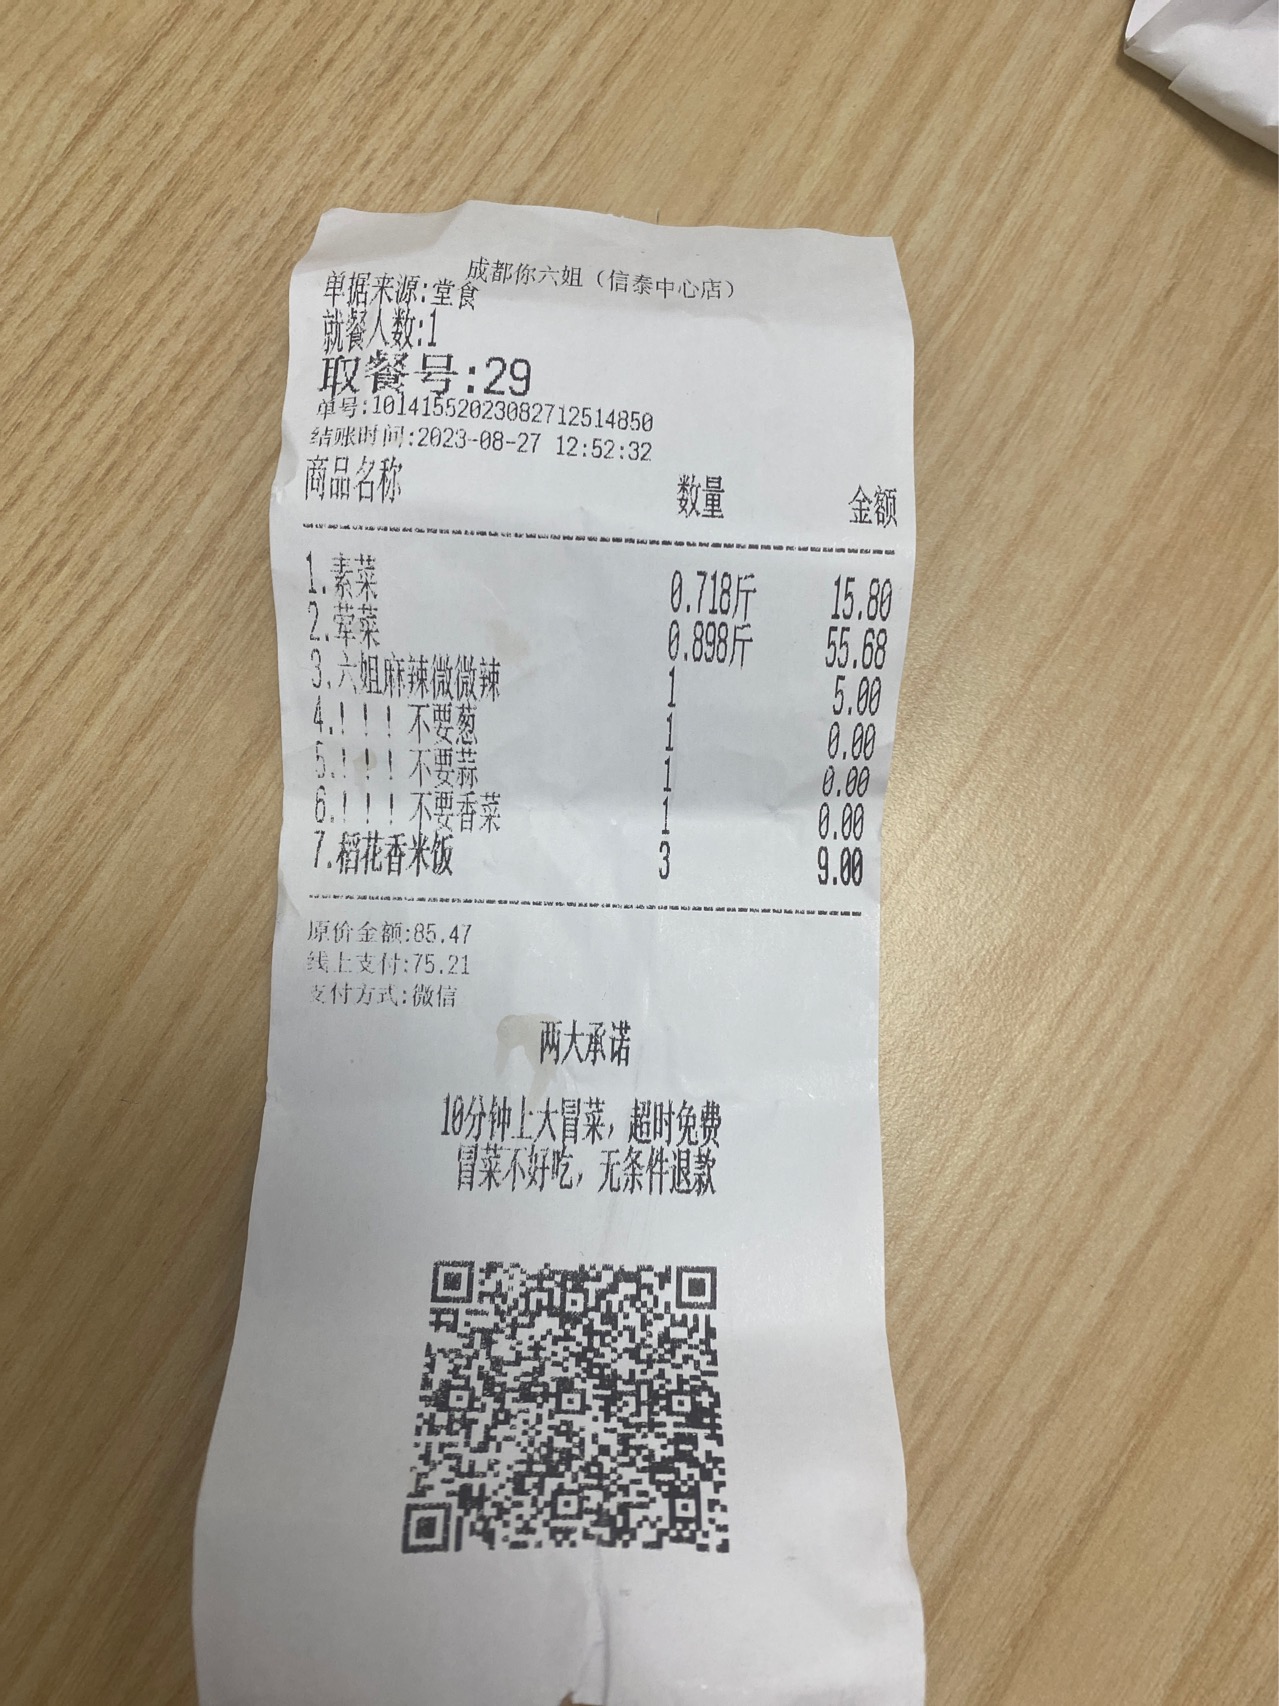 成都你六姐（信泰中心店）
单据来源:堂食
就餐人数:1
取餐号:29
单号:10141552023082712514850
结账时间:2023-08-27 12:52:32
商品名称 数量 金额
1.素菜 0.718斤 15.80
2.荤菜 0.898斤 55.68
3.六姐麻辣微微辣 1 5.00
4.！！！不要葱 1 0.00
5.！！！不要蒜 1 0.00
6.！！！不要香菜 1 0.00
7.稻花香米饭 3 9.00
原价金额:85.47
线上支付:75.21
支付方式:微信
两大承诺
10分钟上大冒菜，超时免费
冒菜不好吃，无条件退款